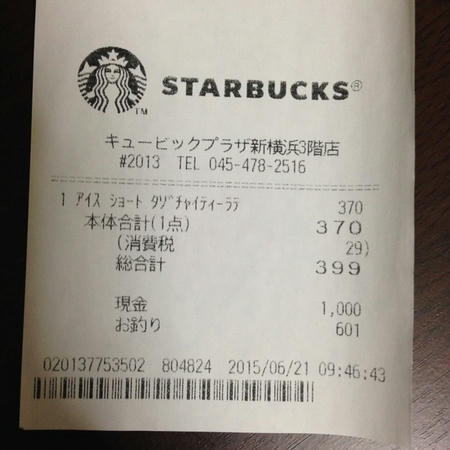 STARBUCKS®
TM
キュービックプラザ新横浜3階店
#2013 TEL 045-478-2516
1 アイス ショート タゾチャイティーラテ 370
本体合計(1点) 370
(消費税 29)
総合計 399
現金 1,000
お釣り 601
020137753502 804824 2015/06/21 09:46:43